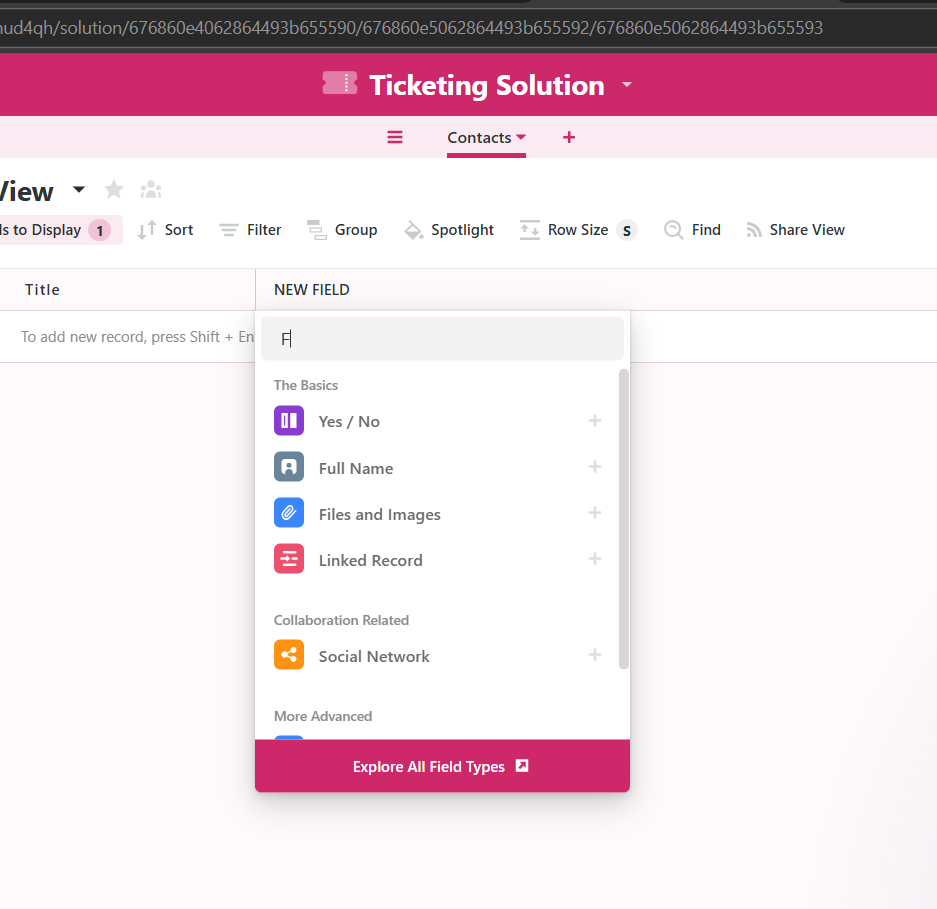 nud4qh/solution/676860e4062864493b655590/676860e5062864493b655592/676860e5062864493b655593
Ticketing Solution
Contacts
View
ls to Display 1 Sort Filter Group Spotlight Row Size S Find Share View
Title NEW FIELD
To add new record, press Shift + En
F
The Basics
Yes / No
Full Name
Files and Images
Linked Record
Collaboration Related
Social Network
More Advanced
Explore All Field Types